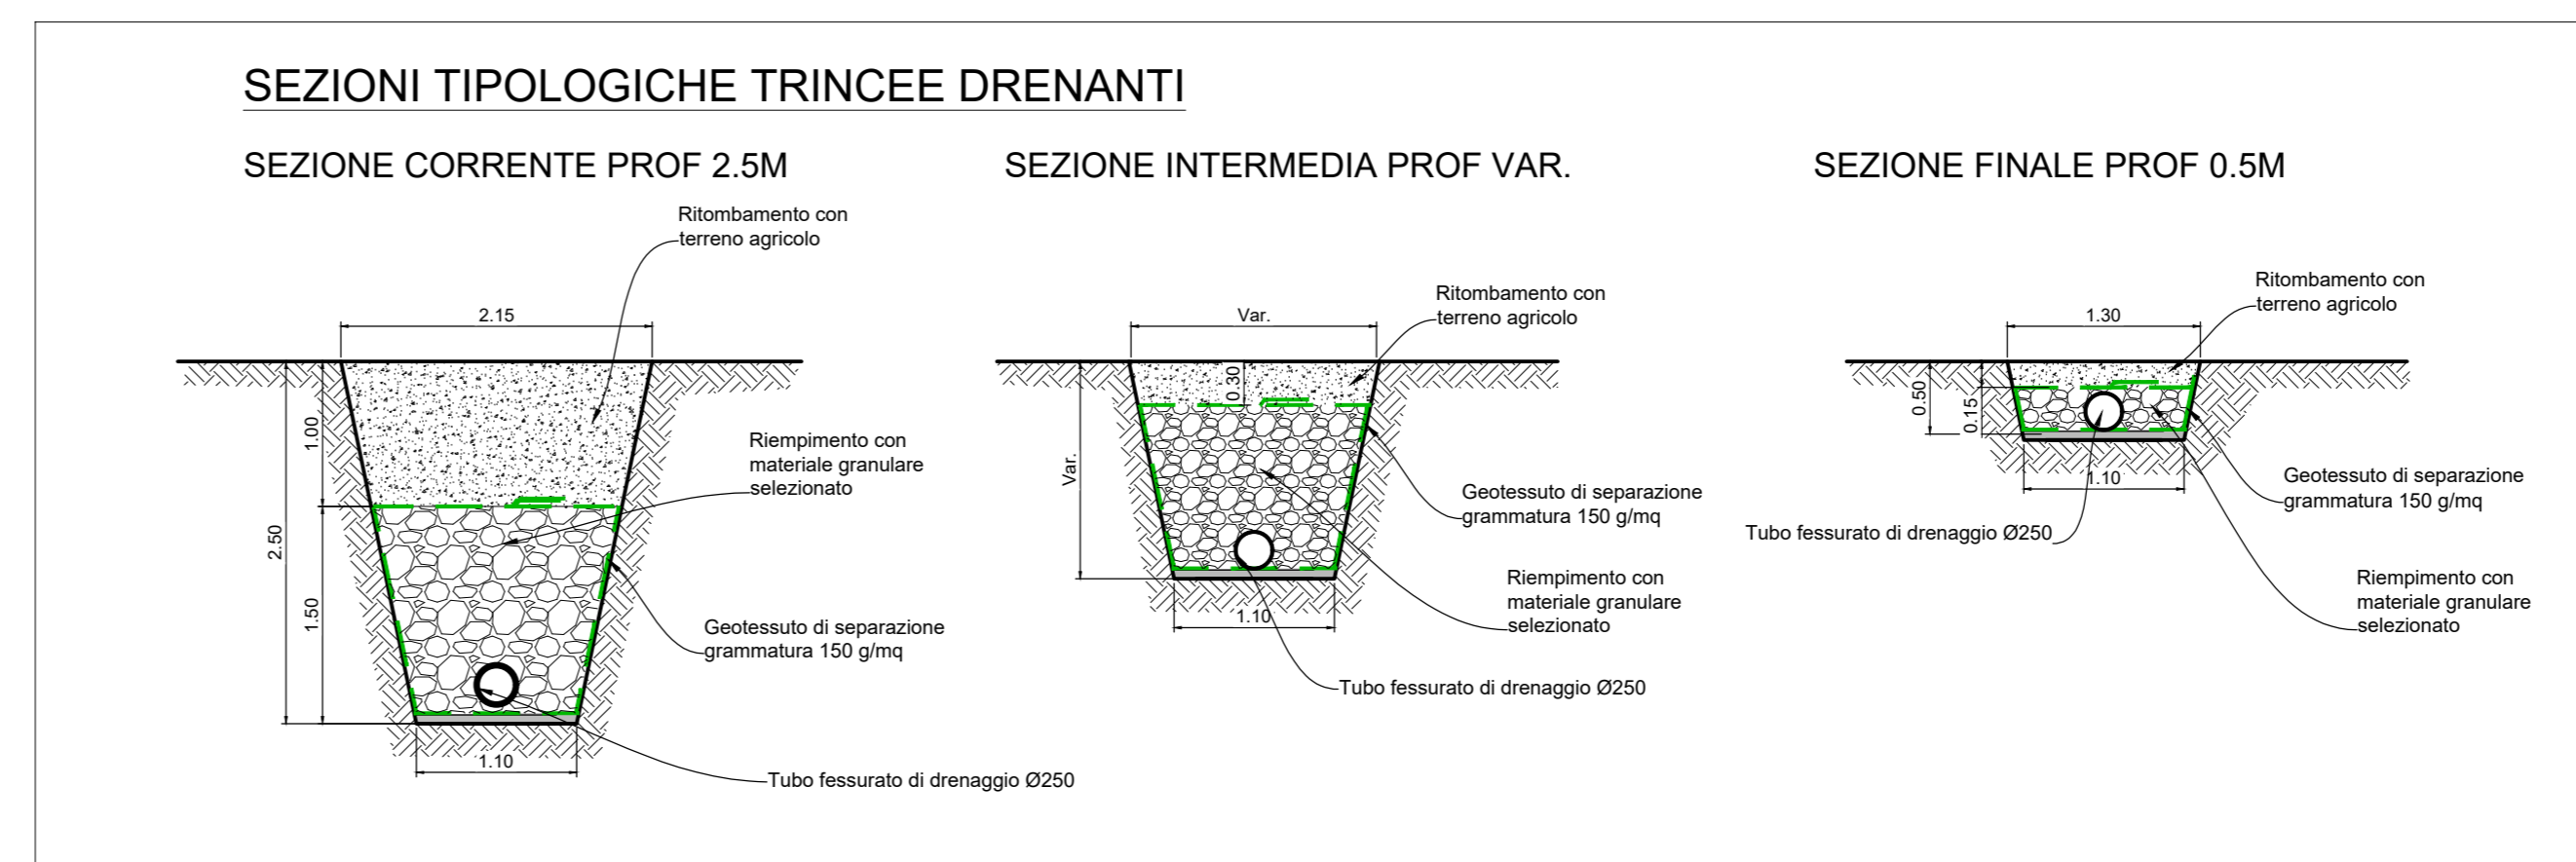 SEZIONI TIPOLOGICHE TRINCEE DRENANTI
SEZIONE CORRENTE PROF 2.5M
Ritombamento con
terreno agricolo
2.15
1.00
2.50
1.50
Riempimento con
materiale granulare
selezionato
Geotessuto di separazione
grammatura 150 g/mq
1.10
Tubo fessurato di drenaggio Ø250
SEZIONE INTERMEDIA PROF VAR.
Ritombamento con
terreno agricolo
Var.
0.30
Var.
Geotessuto di separazione
grammatura 150 g/mq
Riempimento con
materiale granulare
selezionato
1.10
Tubo fessurato di drenaggio Ø250
SEZIONE FINALE PROF 0.5M
Ritombamento con
terreno agricolo
1.30
0.50
0.15
Geotessuto di separazione
grammatura 150 g/mq
1.10
Tubo fessurato di drenaggio Ø250
Riempimento con
materiale granulare
selezionato